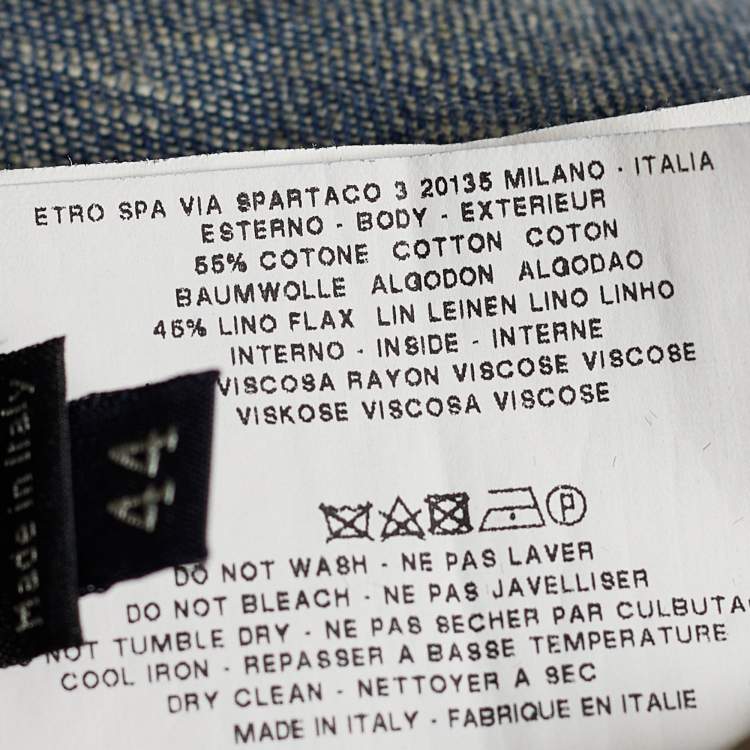 ETRO SPA VIA SPARTACO 3 20135 MILANO · ITALIA
ESTERNO - BODY - EXTERIEUR
55% COTONE COTTON COTON
BAUMWOLLE ALGODON ALGODAO
45% LINO FLAX LIN LEINEN LINO LINHO
INTERNO - INSIDE - INTERNE
VISCOSA RAYON VISCOSE VISCOSE
VISKOSE VISCOSA VISCOSE
Made in Italy
44
P
DO NOT WASH - NE PAS LAVER
DO NOT BLEACH - NE PAS JAVELLISER
NOT TUMBLE DRY - NE PAS SECHER PAR CULBUTA
COOL IRON - REPASSER A BASSE TEMPERATURE
DRY CLEAN - NETTOYER A SEC
MADE IN ITALY - FABRIQUE EN ITALIE